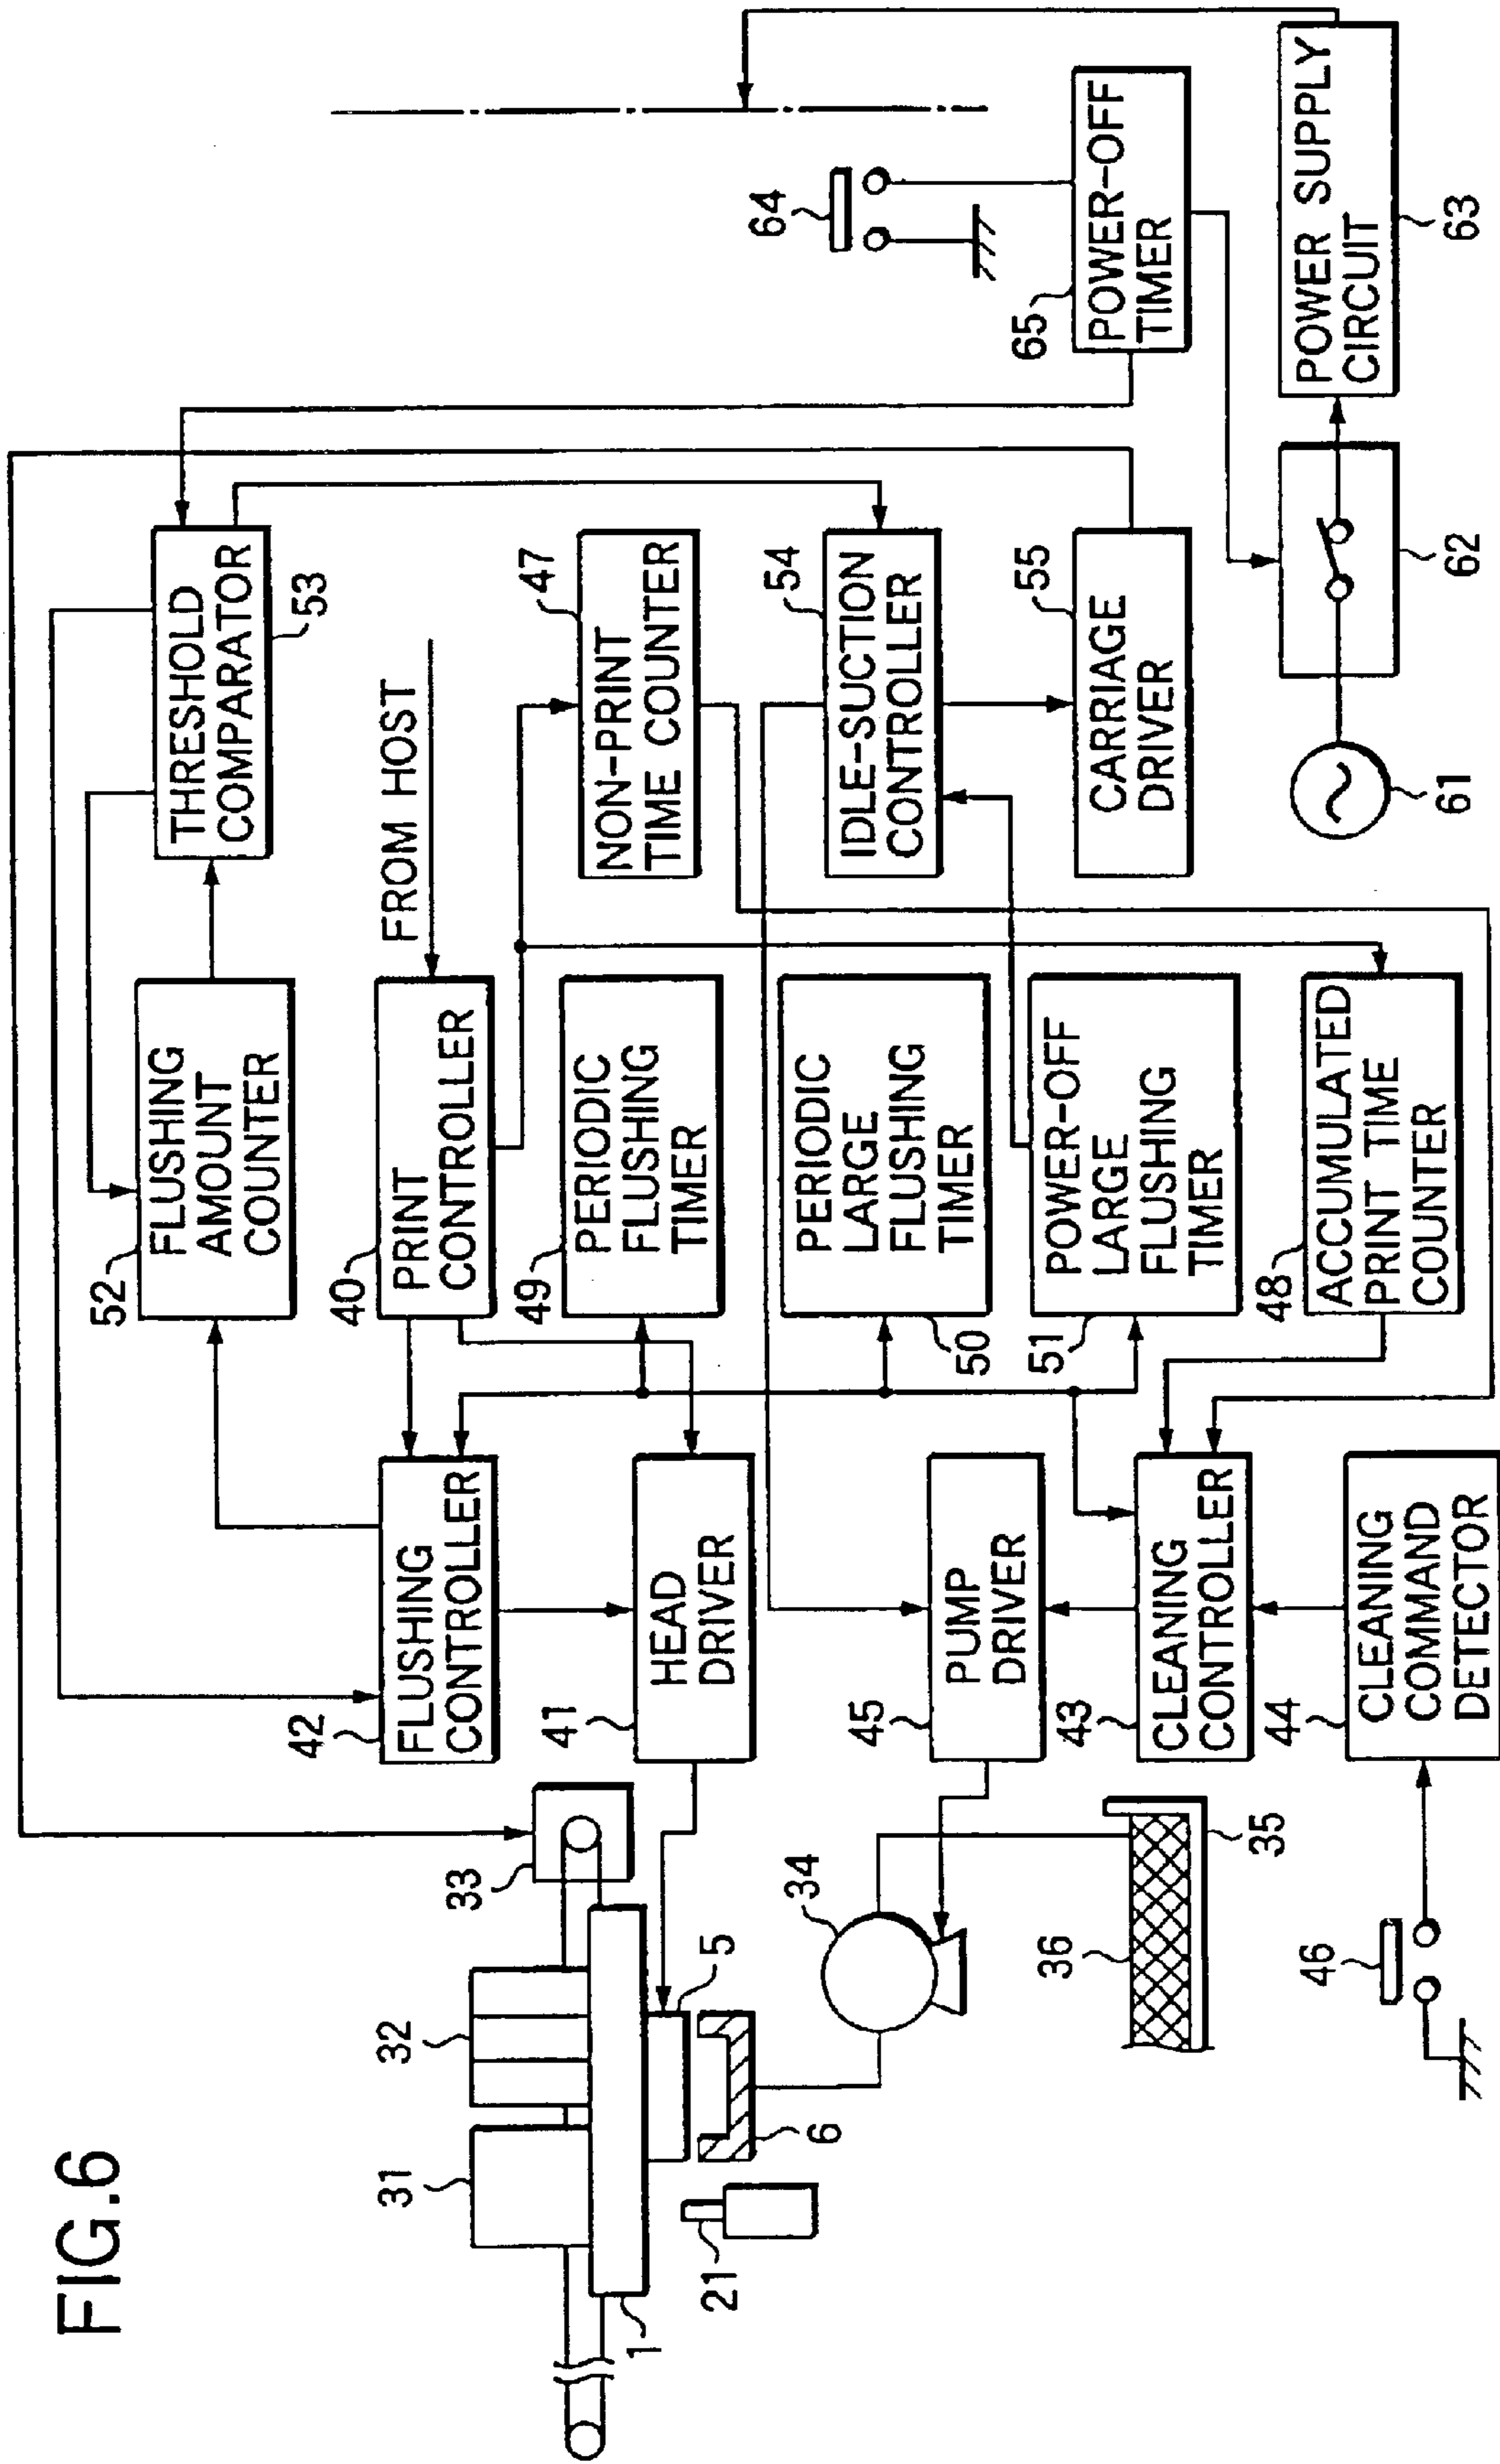 FIG.6
31
32
33
1
5
6
21
34
35
36
46
42
FLUSHING
CONTROLLER
41
HEAD
DRIVER
45
PUMP
DRIVER
43
CLEANING
CONTROLLER
44
CLEANING
COMMAND
DETECTOR
52
FLUSHING
AMOUNT
COUNTER
40
PRINT
CONTROLLER
49
PERIODIC
FLUSHING
TIMER
50
PERIODIC
LARGE
FLUSHING
TIMER
51
POWER-OFF
LARGE
FLUSHING
TIMER
48
ACCUMULATED
PRINT TIME
COUNTER
THRESHOLD
COMPARATOR
53
FROM HOST
47
NON-PRINT
TIME COUNTER
54
IDLE-SUCTION
CONTROLLER
55
CARRIAGE
DRIVER
61
62
64
65
POWER-OFF
TIMER
POWER SUPPLY
CIRCUIT
63